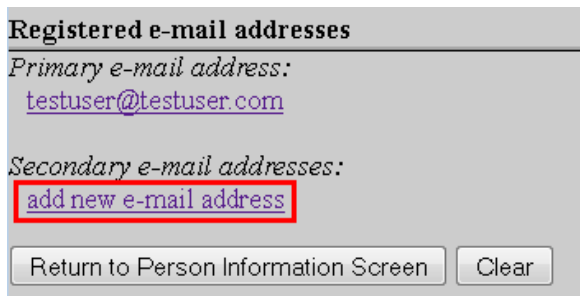 Registered e-mail addresses
Primary e-mail address:
testuser@testuser.com
Secondary e-mail addresses:
add new e-mail address
Return to Person Information Screen Clear